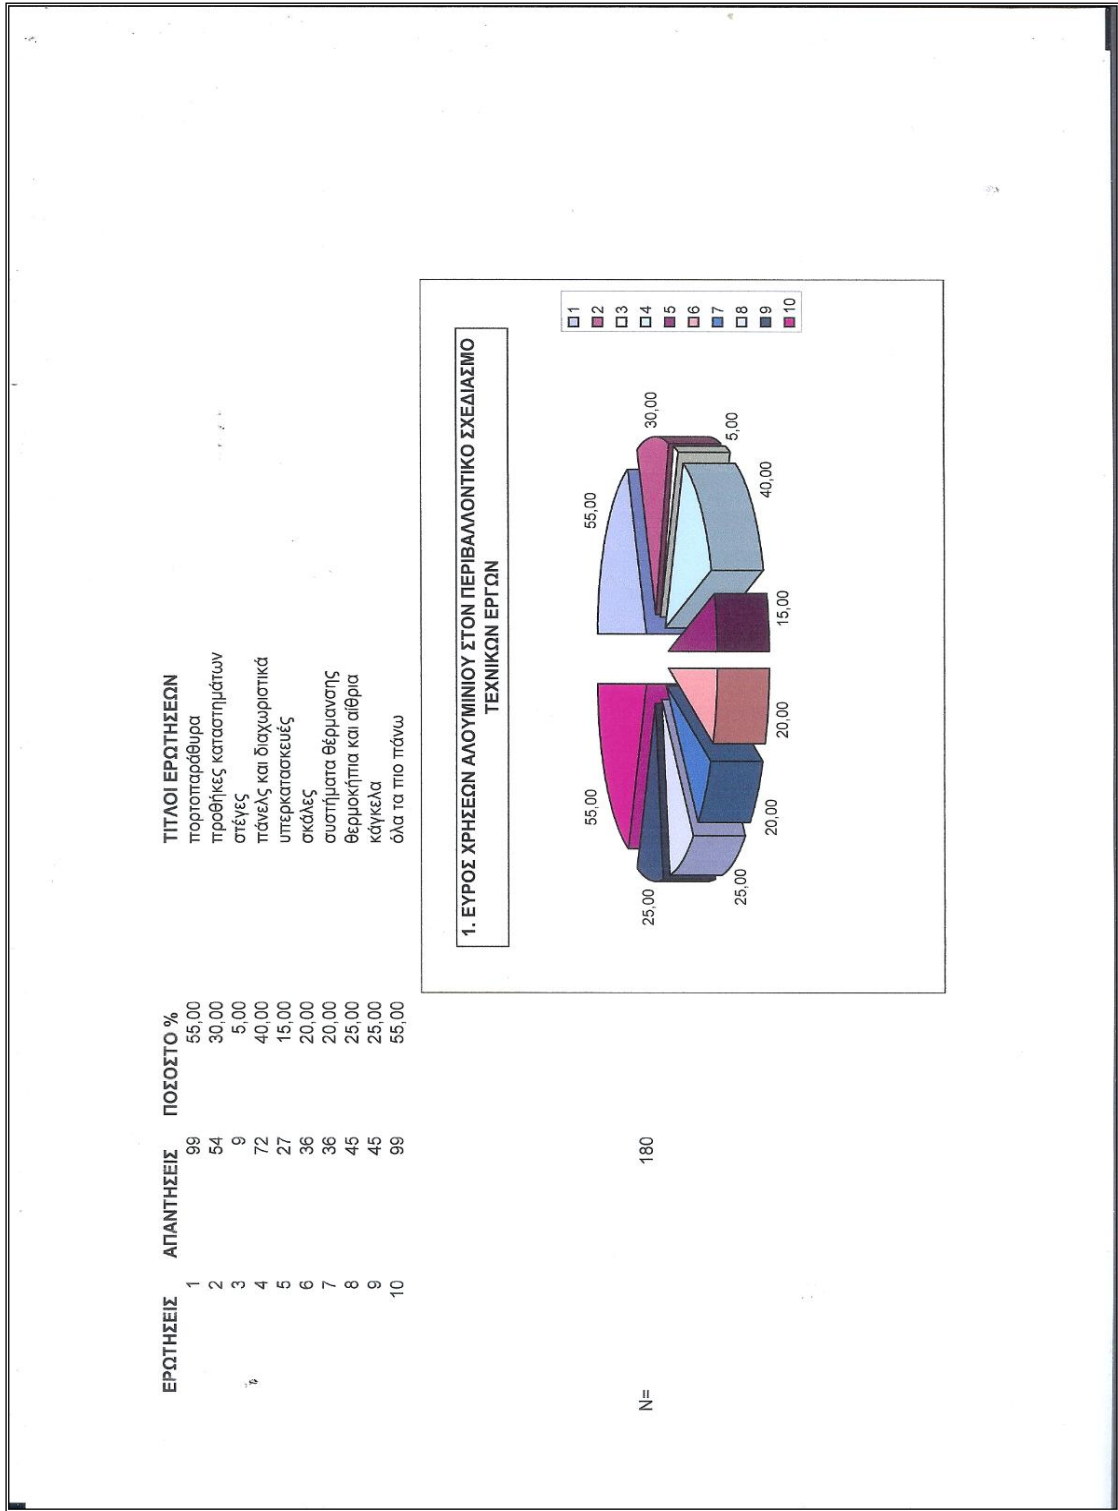 ΕΡΩΤΗΣΕΙΣ ΑΠΑΝΤΗΣΕΙΣ ΠΟΣΟΣΤΟ % ΤΙΤΛΟΙ ΕΡΩΤΗΣΕΩΝ
1 99 55,00 πορτοπαράθυρα
2 54 30,00 προθήκες καταστημάτων
3 9 5,00 στέγες
4 72 40,00 πάνελς και διαχωριστικά
5 27 15,00 υπερκατασκευές
6 36 20,00 σκάλες
7 36 20,00 συστήματα θέρμανσης
8 45 25,00 θερμοκήπια και αίθρια
9 45 25,00 κάγκελα
10 99 55,00 όλα τα πιο πάνω
N= 180
1. ΕΥΡΟΣ ΧΡΗΣΕΩΝ ΑΛΟΥΜΙΝΙΟΥ ΣΤΟΝ ΠΕΡΙΒΑΛΛΟΝΤΙΚΟ ΣΧΕΔΙΑΣΜΟ
ΤΕΧΝΙΚΩΝ ΕΡΓΩΝ
55,00
30,00
5,00
40,00
15,00
20,00
20,00
25,00
25,00
55,00
1
2
3
4
5
6
7
8
9
10